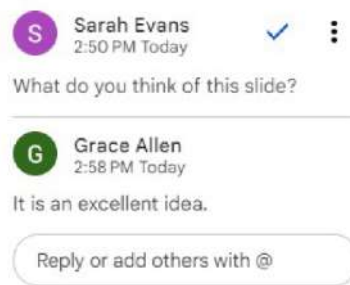 S
Sarah Evans
2:50 PM Today
What do you think of this slide?
G
Grace Allen
2:58 PM Today
It is an excellent idea.
Reply or add others with @